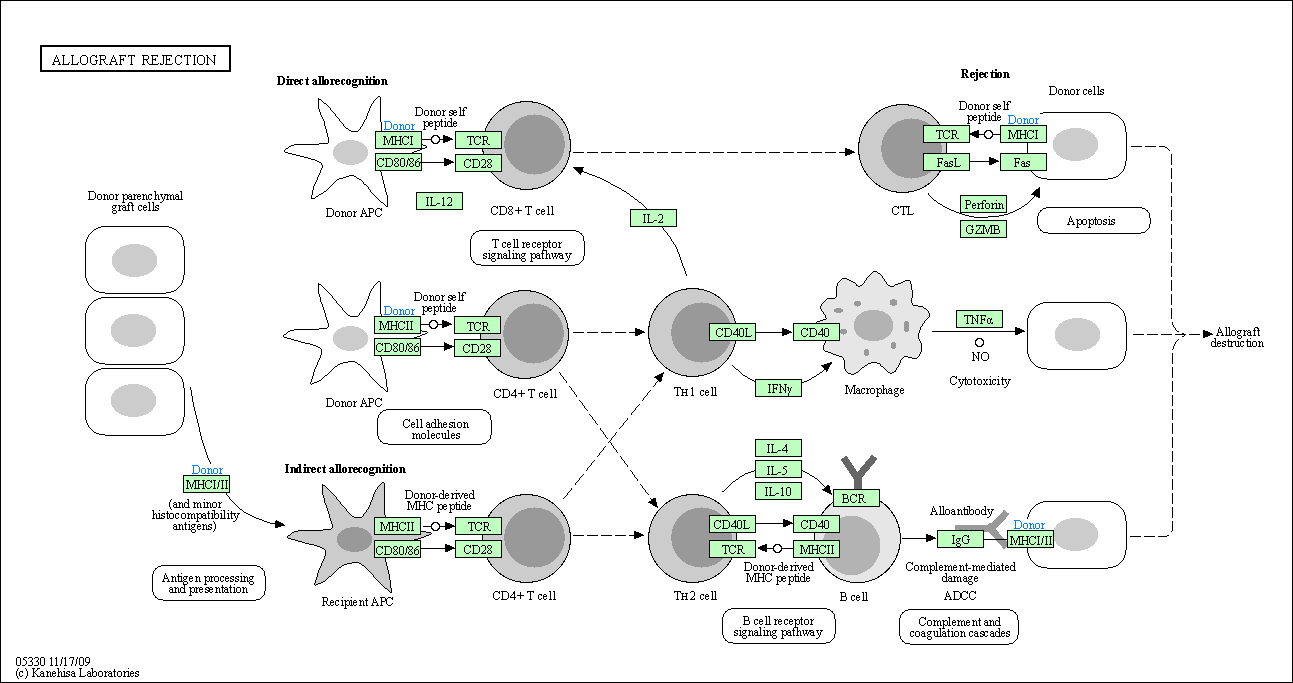 ALLOGRAFT REJECTION
Direct allorecognition
Rejection
Donor cells
Donor self
peptide
Donor
MHCI
TCR
CD80/86
CD28
IL-12
Donor APC
CD8+ T cell
T cell receptor
signaling pathway
IL-2
Donor self
peptide
Donor
TCR
MHCI
FasL
Fas
CTL
Perforin
GZMB
Apoptosis
Donor parenchymal
graft cells
Donor self
peptide
Donor
MHCII
TCR
CD80/86
CD28
Donor APC
CD4+ T cell
Cell adhesion
molecules
CD40L
CD40
IFNγ
TH1 cell
Macrophage
TNFα
NO
Cytotoxicity
Allograft
destruction
Donor
MHCI/II
(and minor
histocompatibility
antigens)
Antigen processing
and presentation
Indirect allorecognition
Donor-derived
MHC peptide
MHCII
TCR
CD80/86
CD28
Recipient APC
CD4+ T cell
IL-4
IL-5
IL-10
BCR
CD40L
CD40
TCR
MHCII
Donor-derived
MHC peptide
TH2 cell
B cell
B cell receptor
signaling pathway
Alloantibody
Donor
IgG
MHCI/II
Complement-mediated
damage
ADCC
Complement and
coagulation cascades
05330 11/17/09
(c) Kanehisa Laboratories